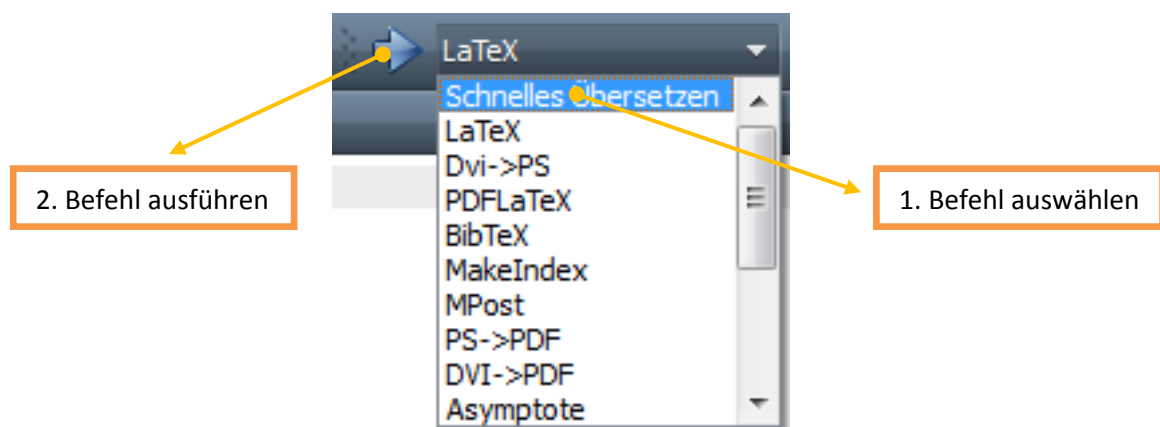 LaTeX
Schnelles Übersetzen
LaTeX
Dvi->PS
PDFLaTeX
BibTeX
MakeIndex
MPost
PS->PDF
DVI->PDF
Asymptote
2. Befehl ausführen
1. Befehl auswählen